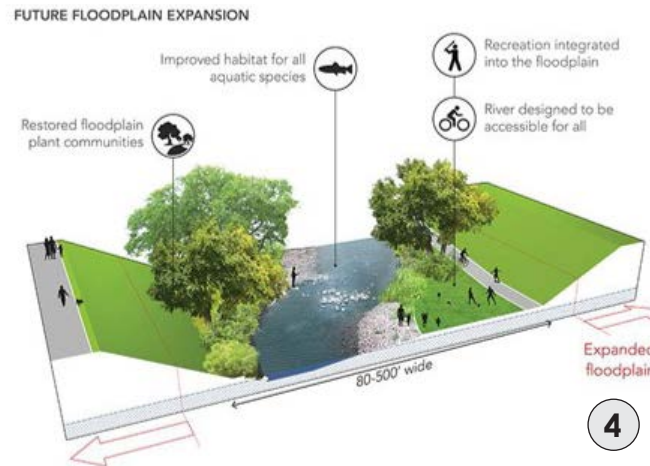 FUTURE FLOODPLAIN EXPANSION
Improved habitat for all
aquatic species
Recreation integrated
into the floodplain
Restored floodplain
plant communities
River designed to be
accessible for all
80-500' wide
Expanded
floodplain
4